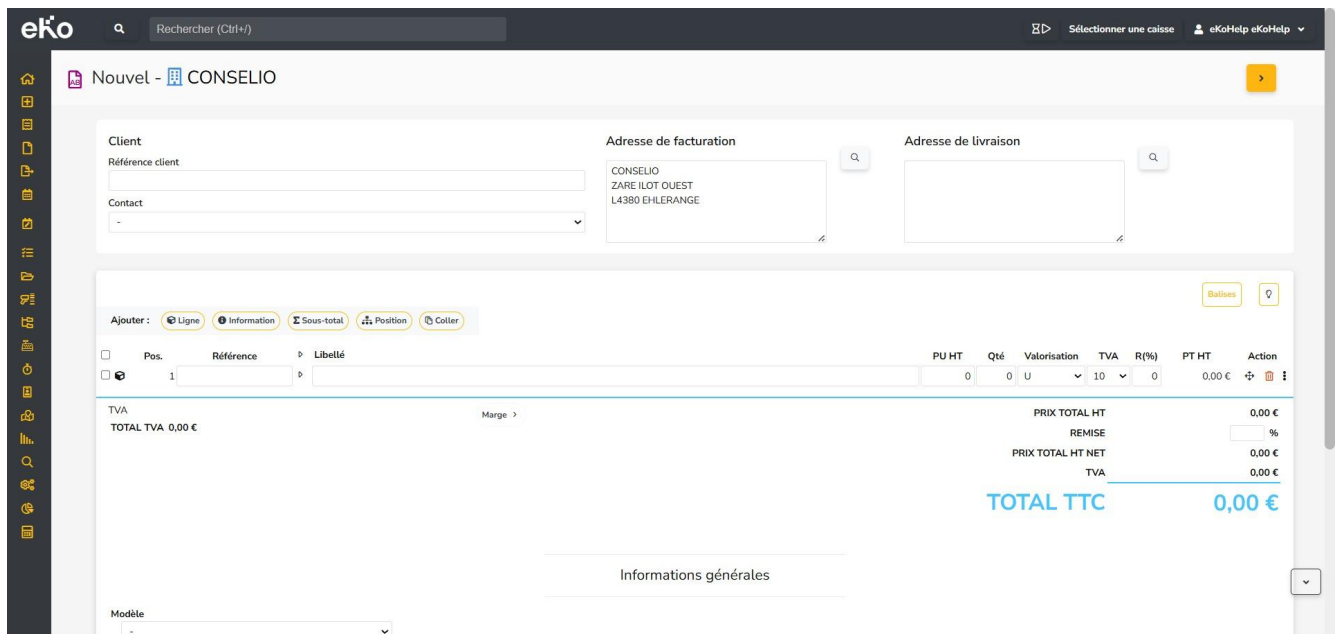 eKo
Rechercher (Ctrl+/)
Sélectionner une caisse
eKoHelp eKoHelp
AB
Nouvel - CONSELIO
Client
Référence client
Contact
-
Adresse de facturation
CONSELIO
ZARE ILOT OUEST
L4380 EHLERANGE
Adresse de livraison
Balises
Ajouter : Ligne Information Sous-total Position Coller
Pos. Référence Libellé PU HT Qté Valorisation TVA R(%) PT HT Action
1 0 0 U 10 0 0,00 €
TVA
TOTAL TVA 0,00 €
Marge
PRIX TOTAL HT 0,00 €
REMISE %
PRIX TOTAL HT NET 0,00 €
TVA 0,00 €
TOTAL TTC 0,00 €
Informations générales
Modèle
-